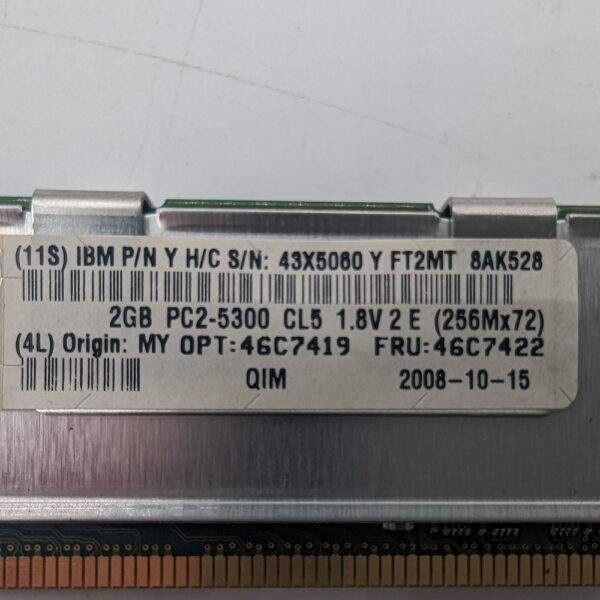 (11S) IBM P/N Y H/C S/N: 43X5060 Y FT2MT 8AK528
2GB PC2-5300 CL5 1.8V 2 E (256Mx72)
(4L) Origin: MY OPT:46C7419 FRU:46C7422
QIM 2008-10-15